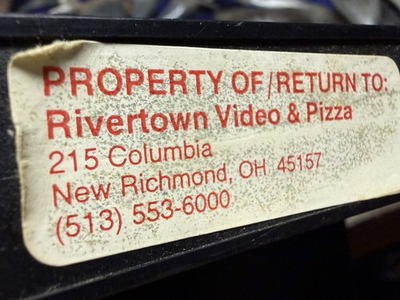 PROPERTY OF/RETURN TO:
Rivertown Video & Pizza
215 Columbia
New Richmond, OH 45157
(513) 553-6000